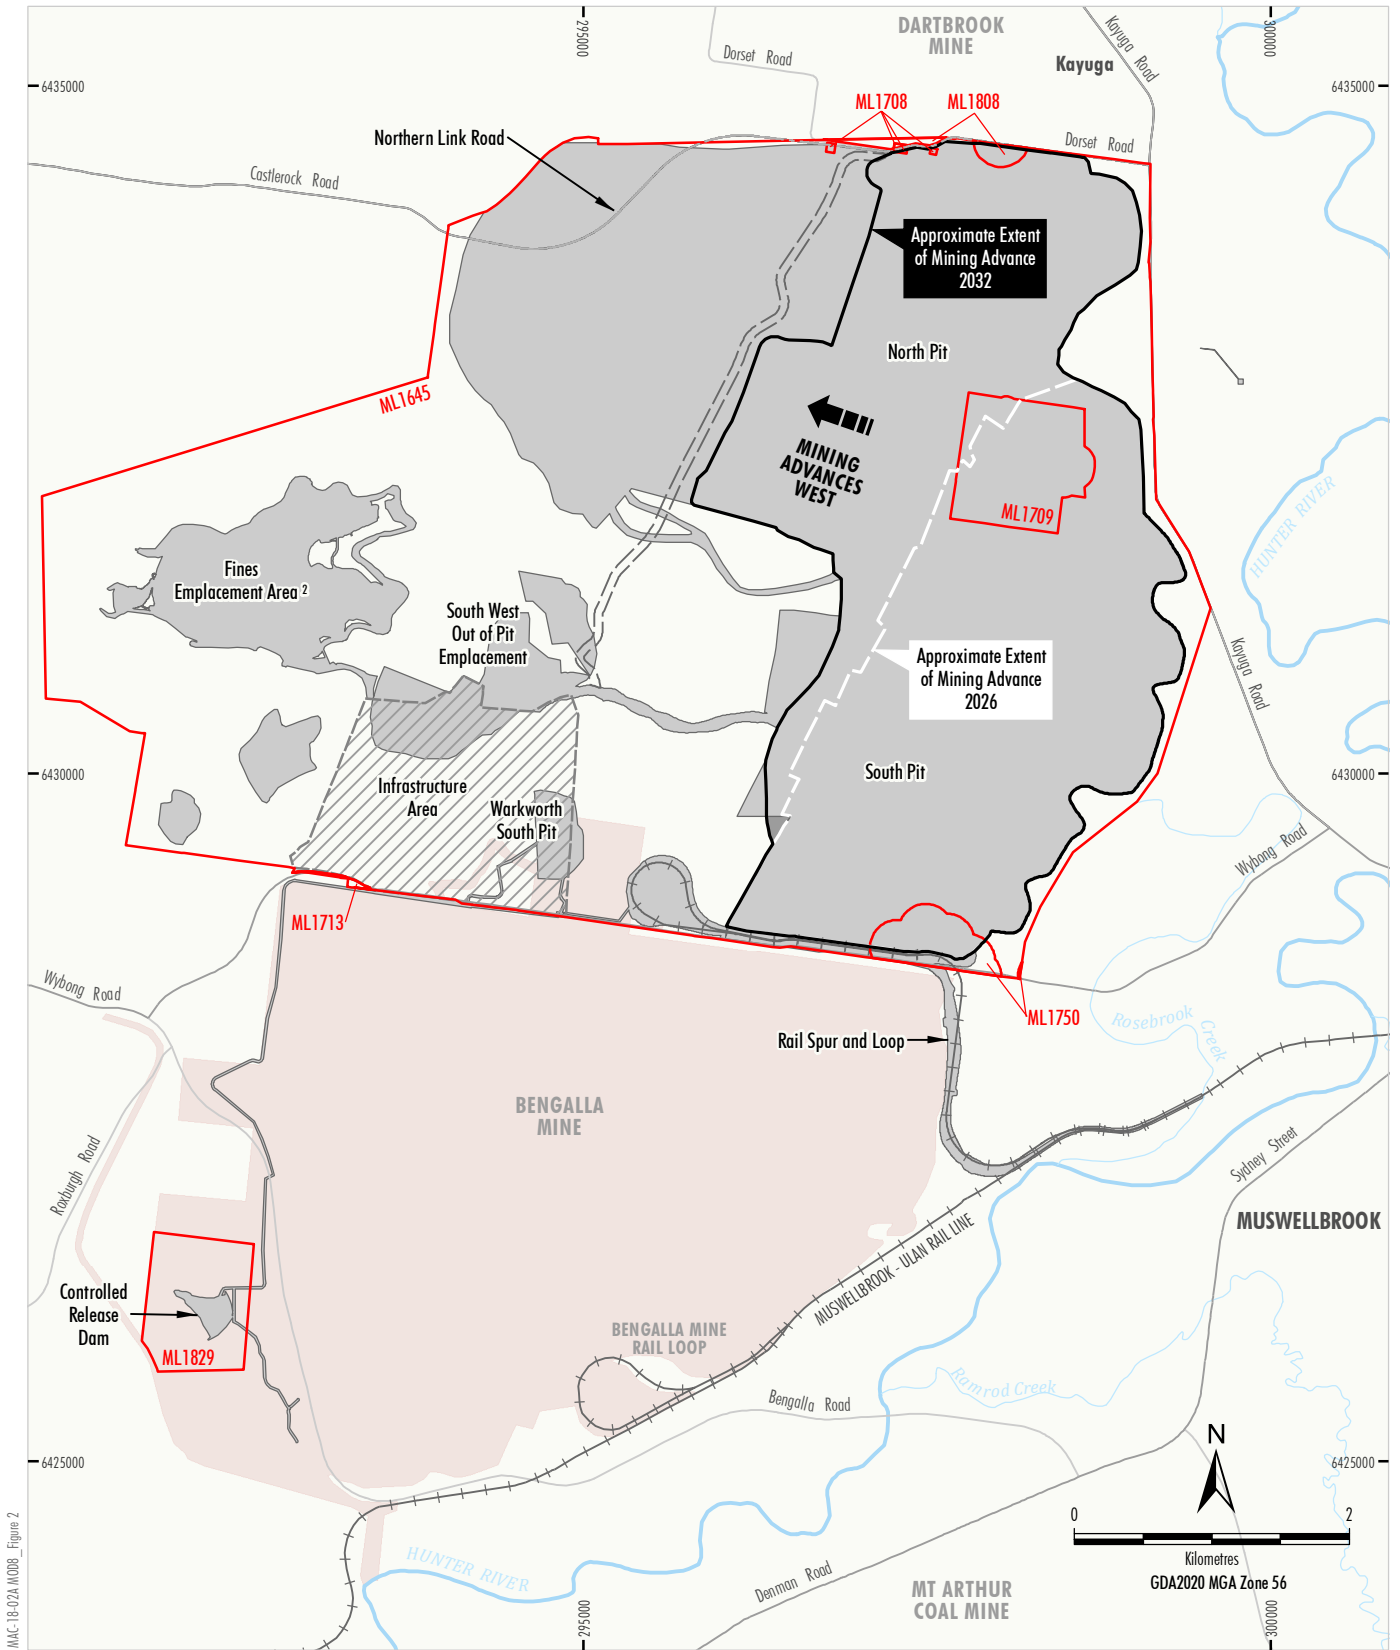 295000
300000
DARTBROOK
MINE
Kayuga Road
Dorset Road
Kayuga
6435000
6435000
ML1708
ML1808
Northern Link Road
Dorset Road
Castlerock Road
Approximate Extent
of Mining Advance
2032
North Pit
ML1645
MINING
ADVANCES
WEST
HUNTER RIVER
ML1709
Fines
Emplacement Area 2
South West
Out of Pit
Emplacement
Approximate Extent
of Mining Advance
2026
Kayuga Road
6430000
6430000
South Pit
Infrastructure
Area
Warkworth
South Pit
Wybong Road
ML1713
Wybong Road
ML1750
Rosebrook Creek
Rail Spur and Loop
BENGALLA
MINE
Sydney Street
Roxburgh Road
MUSWELLBROOK
MUSWELLBROOK - ULAN RAIL LINE
Controlled
Release
Dam
BENGALLA MINE
RAIL LOOP
ML1829
Ramrod Creek
Bengalla Road
N
6425000
6425000
0
2
Kilometres
GDA2020 MGA Zone 56
HUNTER RIVER
Denman Road
MT ARTHUR
COAL MINE
295000
300000
MAC-18-02A MOD8_Figure 2